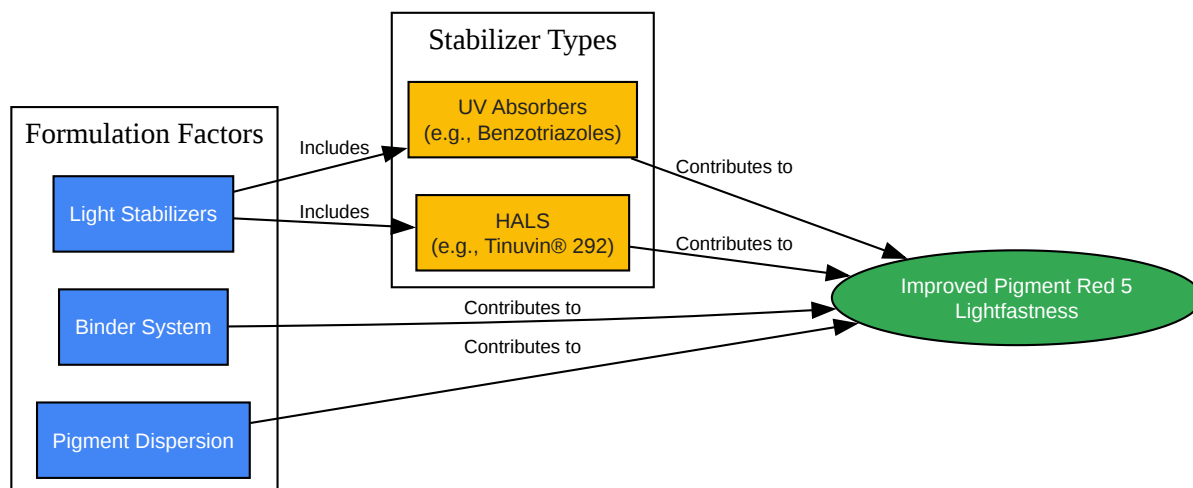 Stabilizer Types
UV Absorbers
(e.g., Benzotriazoles)
HALS
(e.g., Tinuvin® 292)
Formulation Factors
Light Stabilizers
Binder System
Pigment Dispersion
Includes
Includes
Contributes to
Contributes to
Contributes to
Contributes to
Improved Pigment Red 5
Lightfastness